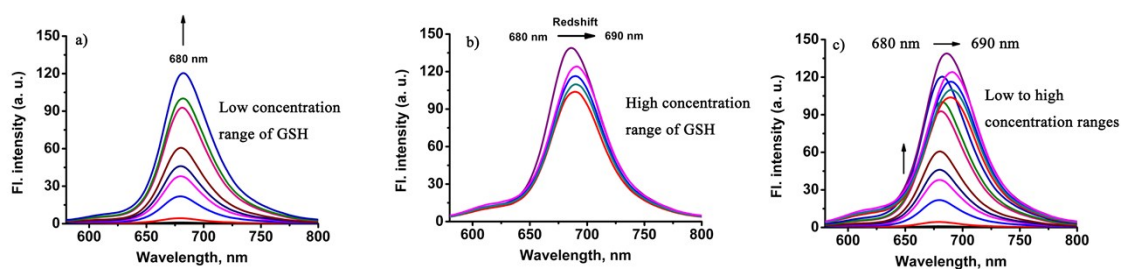 a)
680 nm
Low concentration
range of GSH
150
120
90
60
30
0
Fl. intensity (a. u.)
600 650 700 750 800
Wavelength, nm
b)
Redshift
680 nm 690 nm
High concentration
range of GSH
150
120
90
60
30
0
Fl. intensity (a. u.)
600 650 700 750 800
Wavelength, nm
c)
680 nm 690 nm
Low to high
concentration ranges
150
120
90
60
30
0
Fl. intensity (a. u.)
600 650 700 750 800
Wavelength, nm